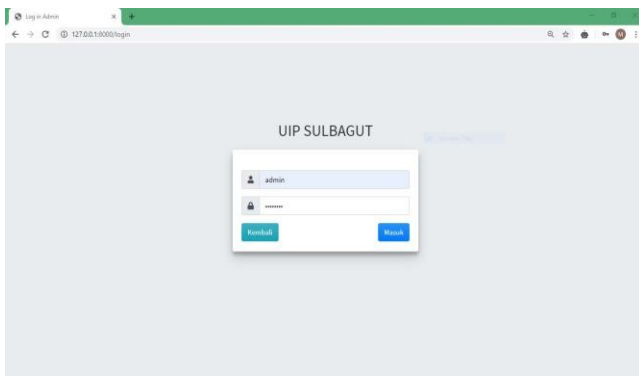 Log in Admin
127.0.0.1:8000/login
M
UIP SULBAGUT
admin
Kembali
Masuk